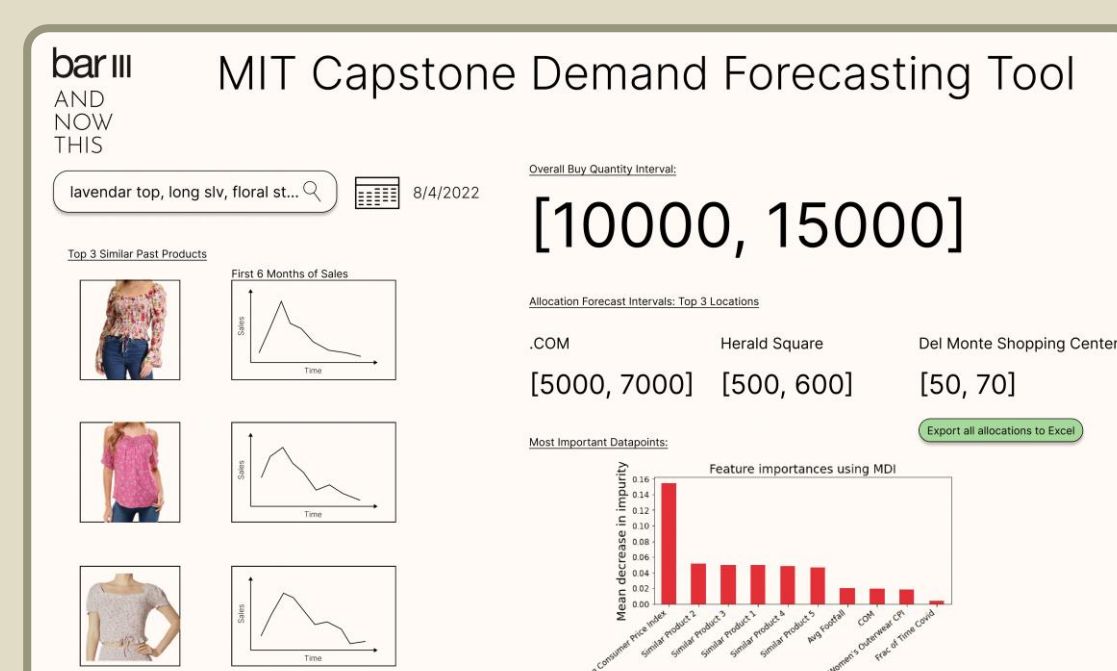 bar III
AND
NOW
THIS
MIT Capstone Demand Forecasting Tool
lavendar top, long slv, floral st...
8/4/2022
Top 3 Similar Past Products
First 6 Months of Sales
Sales
Time
Sales
Time
Sales
Time
Overall Buy Quantity Interval:
[10000, 15000]
Allocation Forecast Intervals: Top 3 Locations
.COM
Herald Square
Del Monte Shopping Center
[5000, 7000]
[500, 600]
[50, 70]
Export all allocations to Excel
Most Important Datapoints:
Feature importances using MDI
Mean decrease in impurity
0.16
0.14
0.12
0.10
0.08
0.06
0.04
0.02
0.00
Consumer Price Index
Similar Product 2
Similar Product 3
Similar Product 1
Similar Product 4
Similar Product 5
Avg Footfall
COM
Women's Outerwear CPI
Frac of Time Covid